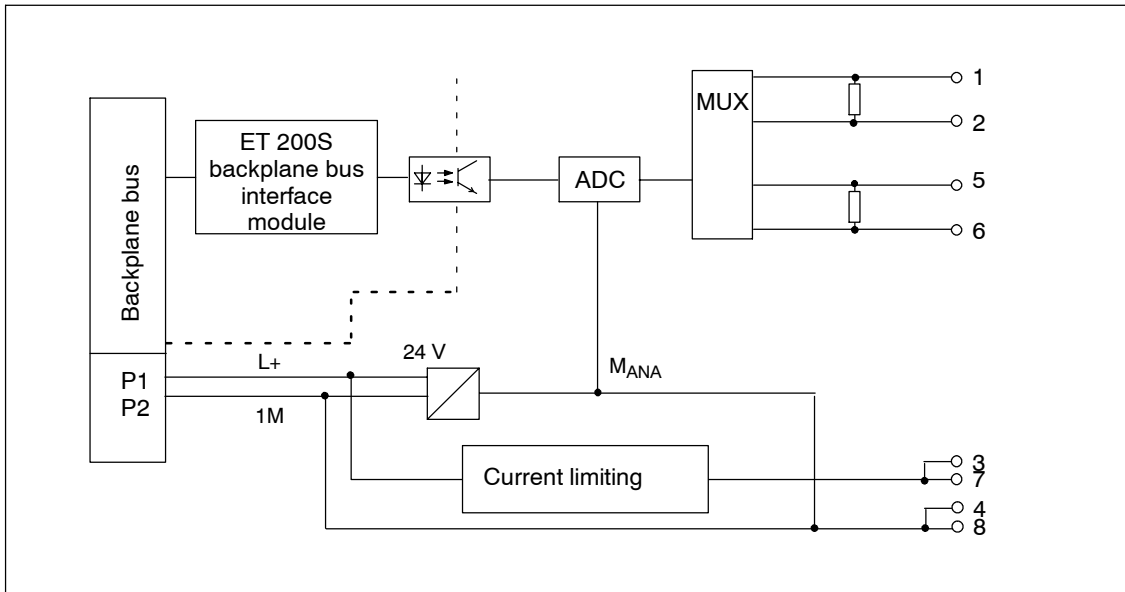 Backplane bus
ET 200S
backplane bus
interface
module
ADC
MUX
1
2
5
6
P1
P2
L+
1M
24 V
MANA
Current limiting
3
7
4
8